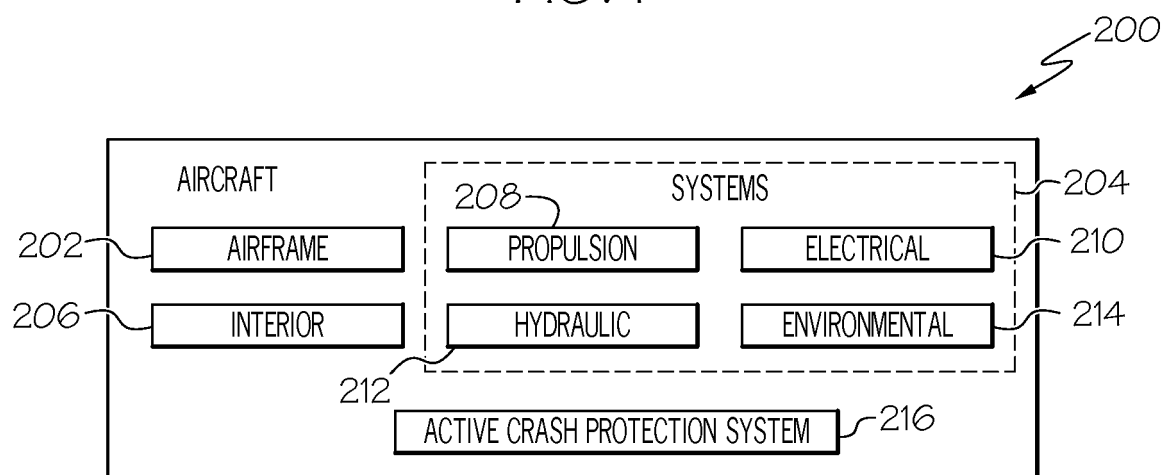 200
AIRCRAFT
SYSTEMS
204
208
202
AIRFRAME
PROPULSION
ELECTRICAL
210
206
INTERIOR
HYDRAULIC
ENVIRONMENTAL
214
212
ACTIVE CRASH PROTECTION SYSTEM
216